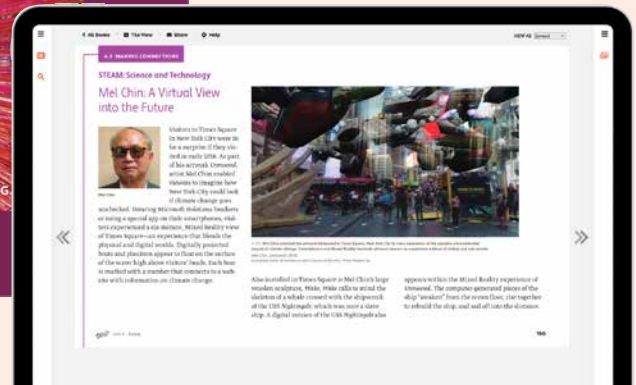 All Books
Tile View
Share
Help
VIEW AS: Spread
4.3 MAKING CONNECTIONS
STEAM: Science and Technology
Mel Chin: A Virtual View
into the Future
Visitors to Times Square
in New York City were in
for a surprise if they vis-
ited in early 2018. As part
of his artwork Unmoored,
artist Mel Chin enabled
viewers to imagine how
New York City could look
if climate change goes
Mel Chin
unchecked. Wearing Microsoft HoloLens headsets
or using a special app on their smartphones, visi-
tors experienced a six-minute, Mixed Reality view
of Times Square—an experience that blends the
physical and digital worlds. Digitally projected
boats and plankton appear to float on the surface
of the water high above visitors' heads. Each boat
is marked with a number that connects to a web-
site with information on climate change.
Also installed in Times Square is Mel Chin's large
wooden sculpture, Wake. Wake calls to mind the
skeleton of a whale crossed with the shipwreck
of the USS Nightingale, which was once a slave
ship. A digital version of the USS Nightingale also
appears within the Mixed Reality experience of
Unmoored. The computer-generated pieces of the
ship "awaken" from the ocean floor, rise together
to rebuild the ship, and sail off into the distance.
190
G.